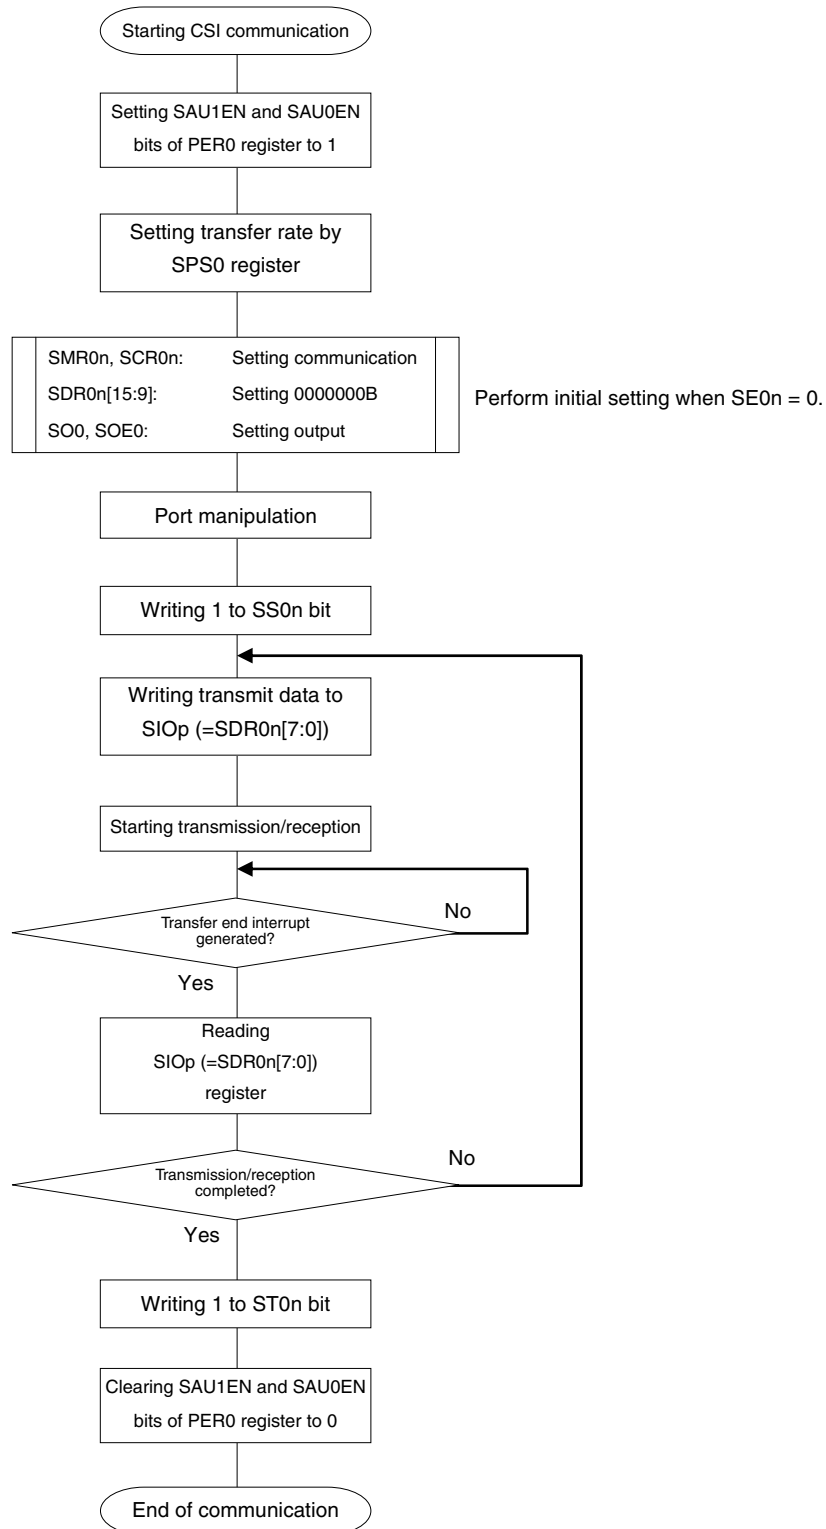 Starting CSI communication
Setting SAU1EN and SAU0EN
bits of PER0 register to 1
Setting transfer rate by
SPS0 register
SMR0n, SCR0n: Setting communication
SDR0n[15:9]: Setting 0000000B
SO0, SOE0: Setting output
Perform initial setting when SE0n = 0.
Port manipulation
Writing 1 to SS0n bit
Writing transmit data to
SIOp (=SDR0n[7:0])
Starting transmission/reception
Transfer end interrupt
generated?
No
Yes
Reading
SIOp (=SDR0n[7:0])
register
Transmission/reception
completed?
No
Yes
Writing 1 to ST0n bit
Clearing SAU1EN and SAU0EN
bits of PER0 register to 0
End of communication